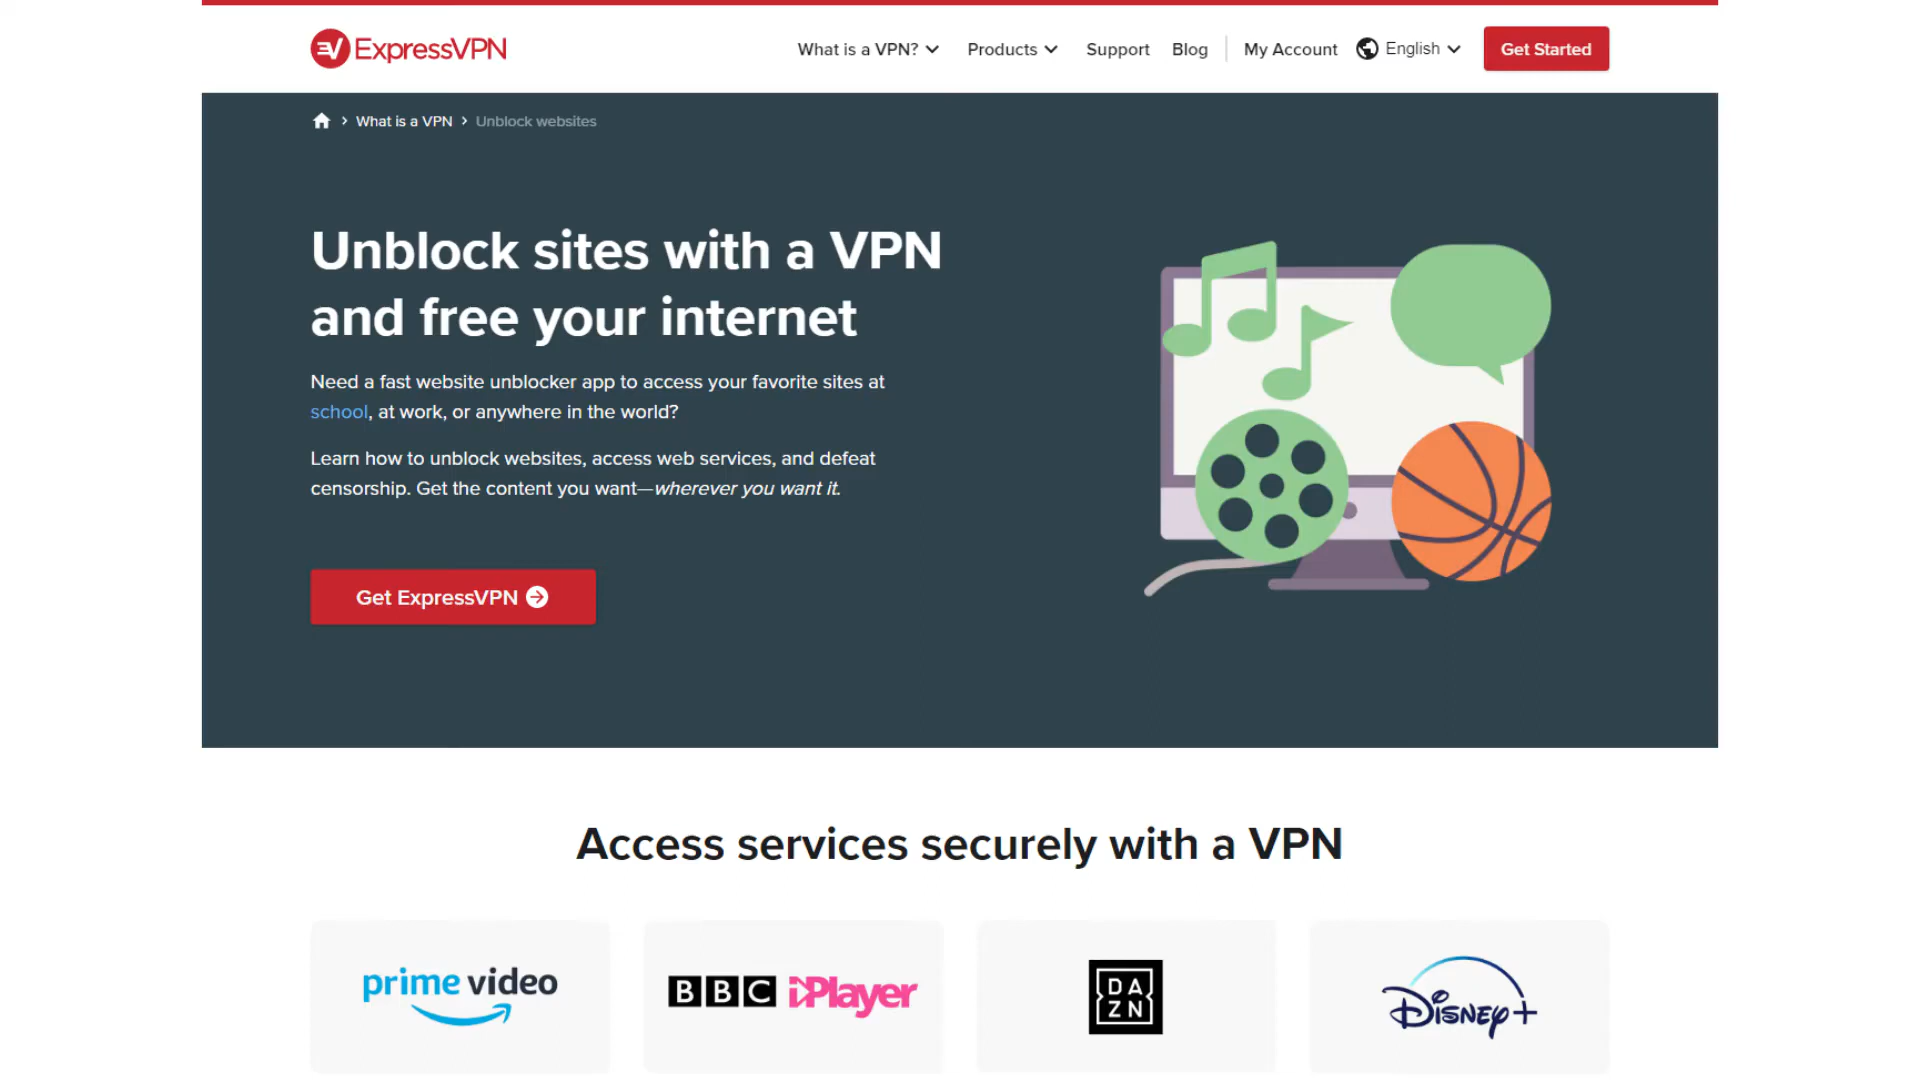 ExpressVPN
What is a VPN? Products Support Blog My Account English Get Started
What is a VPN > Unblock websites
Unblock sites with a VPN
and free your internet
Need a fast website unblocker app to access your favorite sites at
school, at work, or anywhere in the world?
Learn how to unblock websites, access web services, and defeat
censorship. Get the content you want—wherever you want it.
Get ExpressVPN
Access services securely with a VPN
prime video
BBC iPlayer
DA
ZN
Disney+